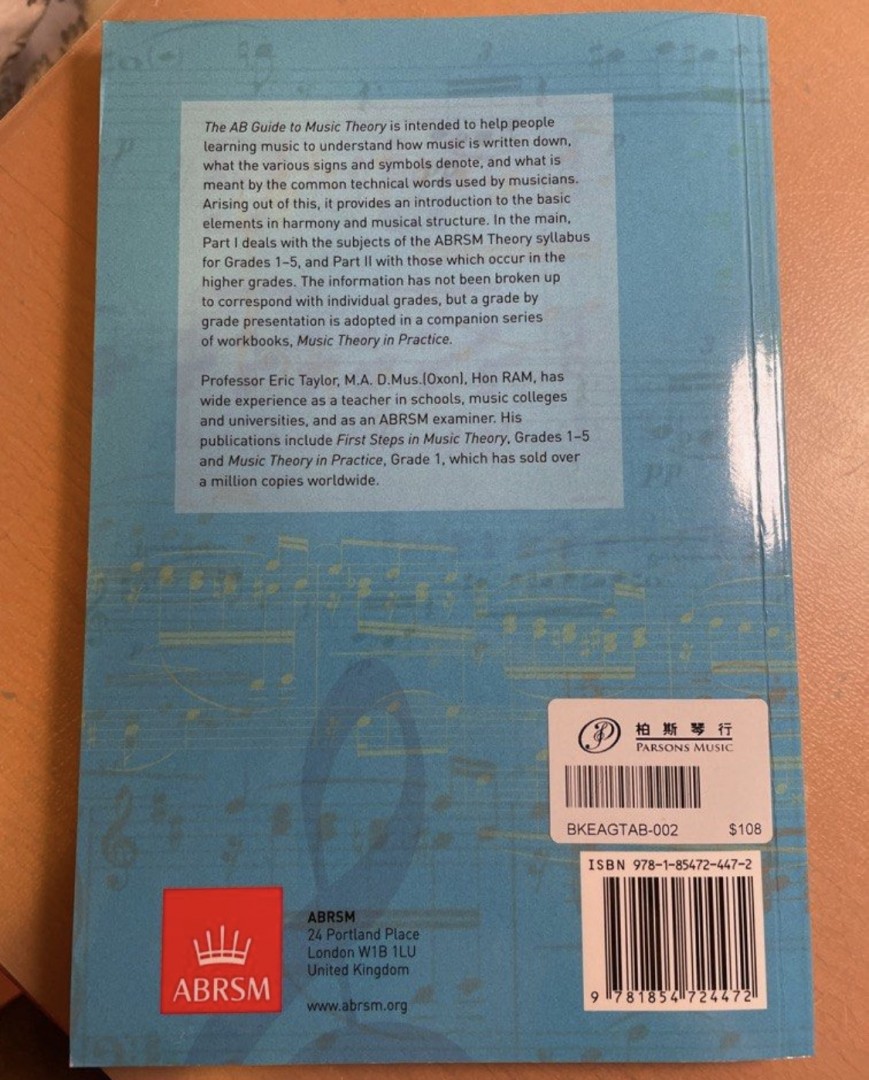 The AB Guide to Music Theory is intended to help people
learning music to understand how music is written down,
what the various signs and symbols denote, and what is
meant by the common technical words used by musicians.
Arising out of this, it provides an introduction to the basic
elements in harmony and musical structure. In the main,
Part I deals with the subjects of the ABRSM Theory syllabus
for Grades 1–5, and Part II with those which occur in the
higher grades. The information has not been broken up
to correspond with individual grades, but a grade by
grade presentation is adopted in a companion series
of workbooks, Music Theory in Practice.
Professor Eric Taylor, M.A. D.Mus.(Oxon), Hon RAM, has
wide experience as a teacher in schools, music colleges
and universities, and as an ABRSM examiner. His
publications include First Steps in Music Theory, Grades 1–5
and Music Theory in Practice, Grade 1, which has sold over
a million copies worldwide.
柏斯琴行
PARSONS MUSIC
BKEAGTAB-002 $108
ISBN 978-1-85472-447-2
9 781854 724472
ABRSM
ABRSM
24 Portland Place
London W1B 1LU
United Kingdom
www.abrsm.org
3
p
3
pp